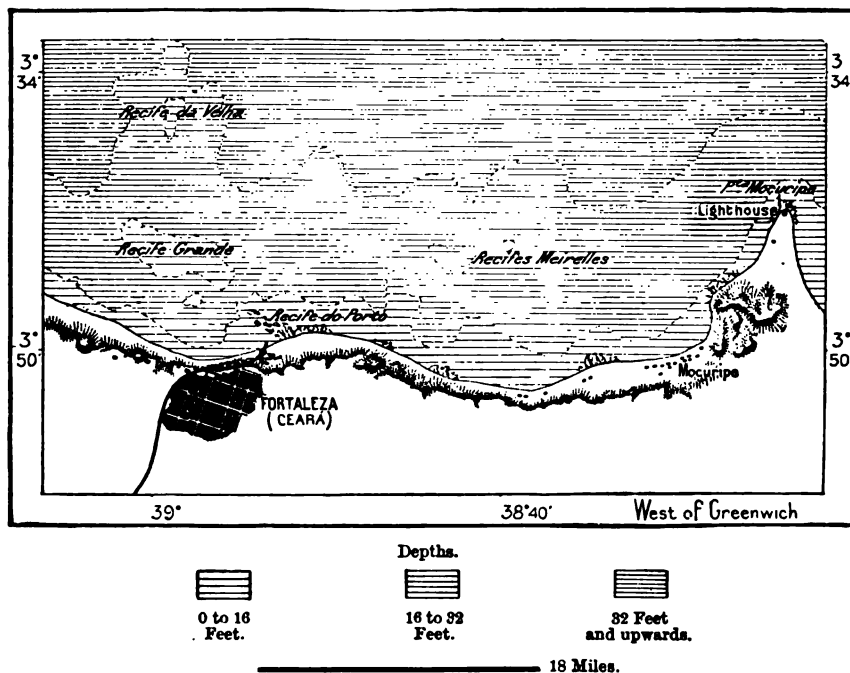 3°
34'
3
34'
Recife da Velha
Pta Mocuripe
Lighthouse
Recife Grande
Recifes Meirelles
Recife do Porto
3°
50'
3°
50'
Mocuripe
FORTALEZA
(CEARÁ)
39°
38°40'
West of Greenwich
Depths.
0 to 16
Feet.
16 to 32
Feet.
32 Feet
and upwards.
18 Miles.